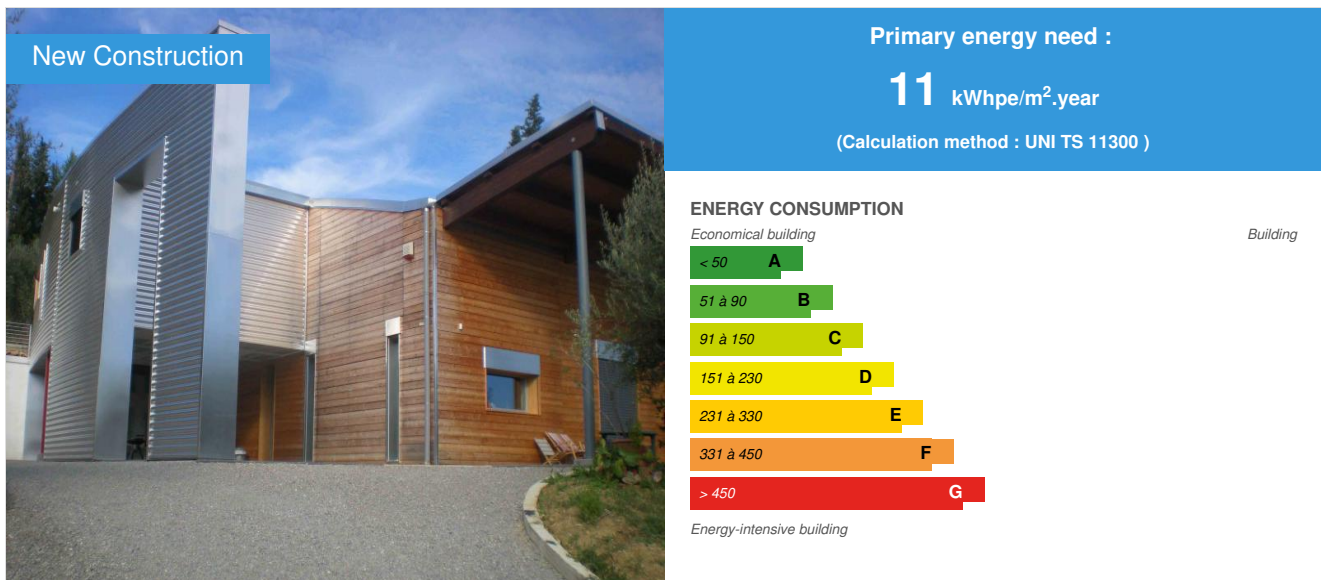 New Construction
Primary energy need :
11 kWhpe/m².year
(Calculation method : UNI TS 11300 )
ENERGY CONSUMPTION
Economical building
Building
< 50 A
51 à 90 B
91 à 150 C
151 à 230 D
231 à 330 E
331 à 450 F
> 450 G
Energy-intensive building